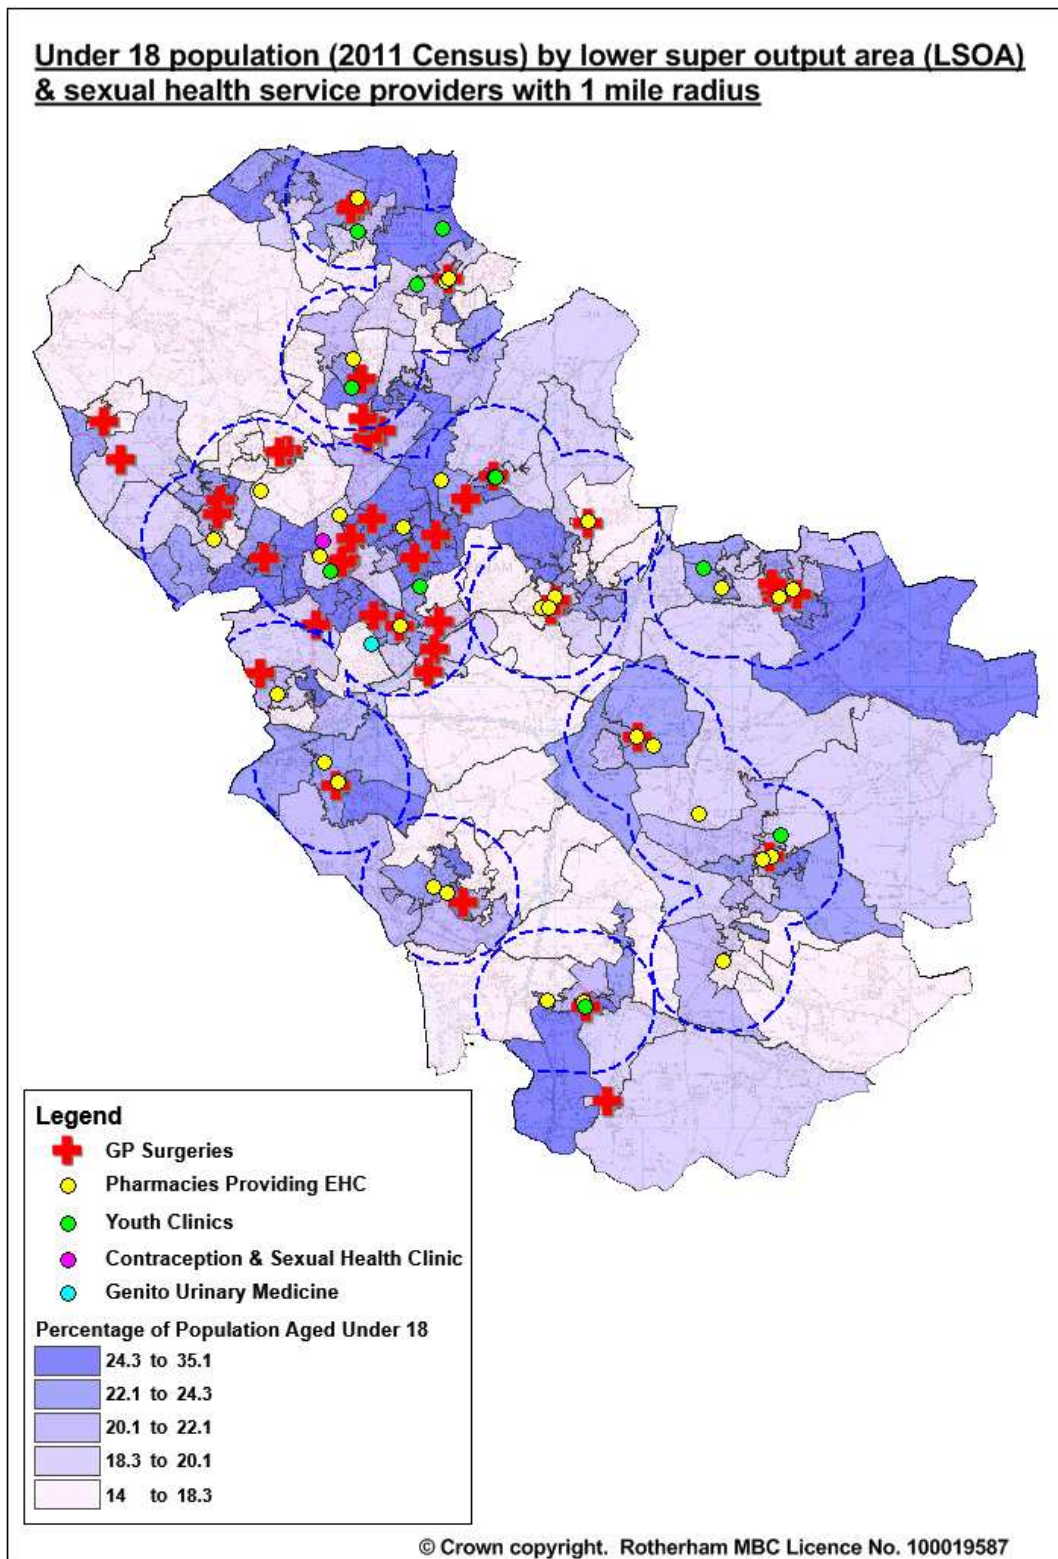 Under 18 population (2011 Census) by lower super output area (LSOA)
& sexual health service providers with 1 mile radius
Legend
GP Surgeries
Pharmacies Providing EHC
Youth Clinics
Contraception & Sexual Health Clinic
Genito Urinary Medicine
Percentage of Population Aged Under 18
24.3 to 35.1
22.1 to 24.3
20.1 to 22.1
18.3 to 20.1
14 to 18.3
© Crown copyright. Rotherham MBC Licence No. 100019587